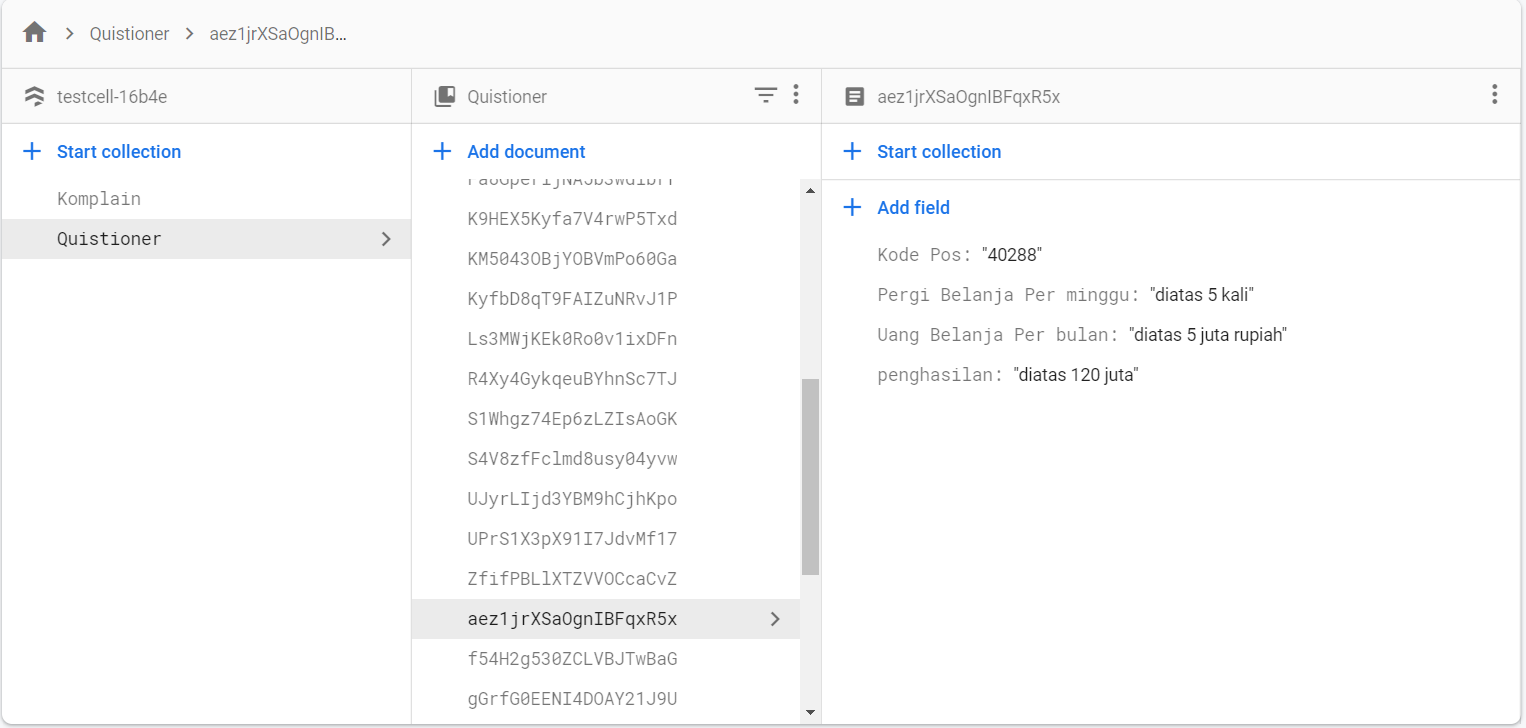 Quistioner
aez1jrXSaOgnIB...
testcell-16b4e
Start collection
Komplain
Quistioner
Quistioner
Add document
K9HEX5Kyfa7V4rwP5Txd
KM5043OBjYOBVmPo60Ga
KyfbD8qT9FAIZuNRvJ1P
Ls3MWjKEk0Ro0v1ixDFn
R4Xy4GykqeuBYhnSc7TJ
S1Whgz74Ep6zLZIsAoGK
S4V8zfFclmd8usy04yvw
UJyrLIjd3YBM9hCjhKpo
UPrS1X3pX91I7JdvMf17
ZfifPBLlXTZVVOCcaCvZ
aez1jrXSaOgnIBFqxR5x
f54H2g530ZCLVBJTwBaG
gGrfG0EENI4DOAY21J9U
aez1jrXSaOgnIBFqxR5x
Start collection
Add field
Kode Pos: "40288"
Pergi Belanja Per minggu: "diatas 5 kali"
Uang Belanja Per bulan: "diatas 5 juta rupiah"
penghasilan: "diatas 120 juta"